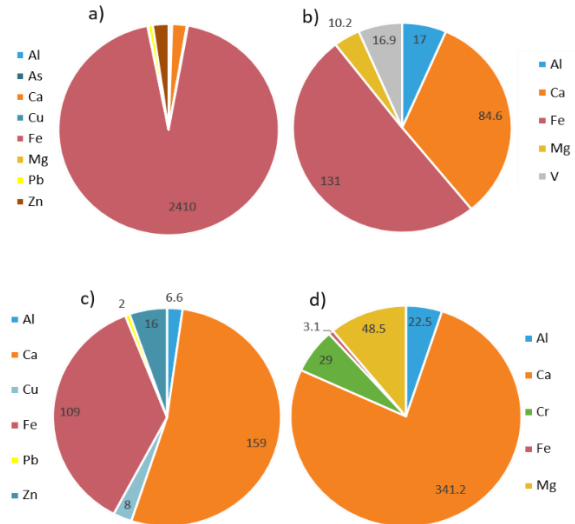 a)
Al
As
Ca
Cu
Fe
Mg
Pb
Zn
2410
b)
10.2
16.9
17
84.6
131
Al
Ca
Fe
Mg
V
c)
Al
Ca
Cu
Fe
Pb
Zn
2
16
6.6
109
159
8
d)
3.1
48.5
22.5
29
341.2
Al
Ca
Cr
Fe
Mg